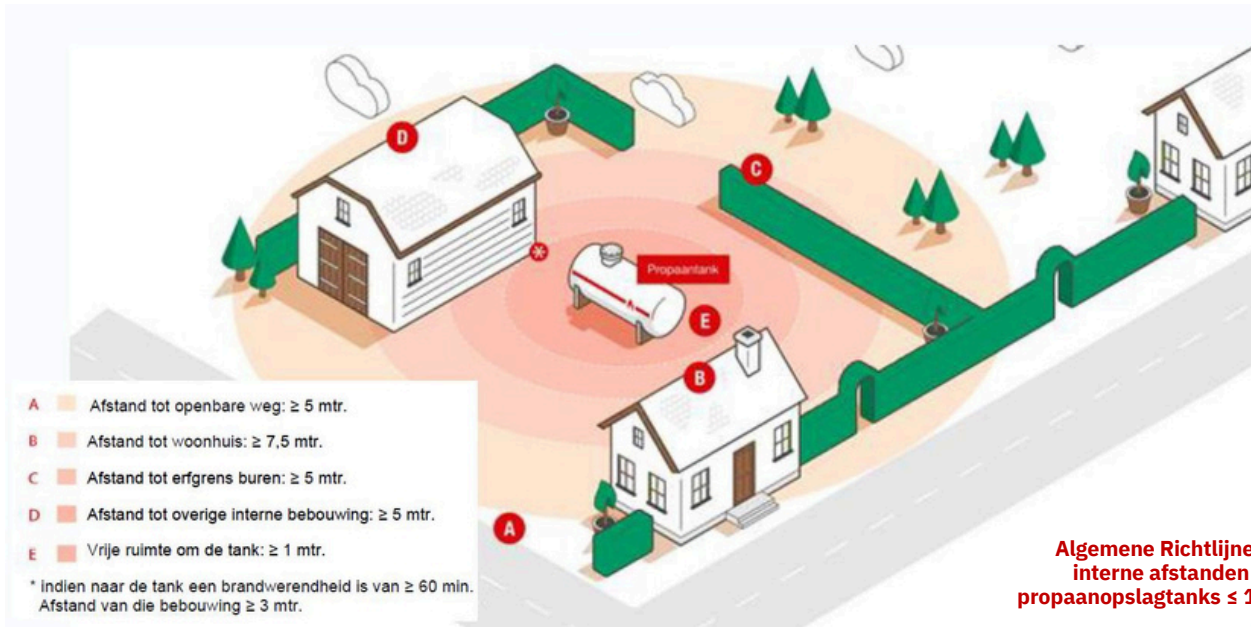 D
C
*
Propaantank
E
B
A Afstand tot openbare weg: ≥ 5 mtr.
B Afstand tot woonhuis: ≥ 7,5 mtr.
C Afstand tot erfgrens buren: ≥ 5 mtr.
D Afstand tot overige interne bebouwing: ≥ 5 mtr.
E Vrije ruimte om de tank: ≥ 1 mtr.
* indien naar de tank een brandwerendheid is van ≥ 60 min.
Afstand van die bebouwing ≥ 3 mtr.
A
Algemene Richtlijne
interne afstanden
propaanopslagtanks ≤ 1